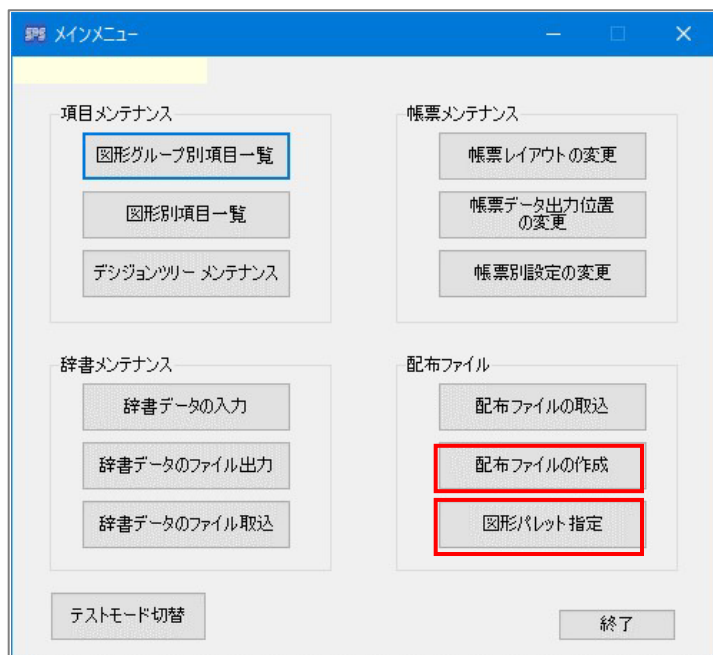 SPS メインメニュー
項目メンテナンス
図形グループ別項目一覧
図形別項目一覧
デシジョンツリー メンテナンス
帳票メンテナンス
帳票レイアウトの変更
帳票データ出力位置
の変更
帳票別設定の変更
辞書メンテナンス
辞書データの入力
辞書データのファイル出力
辞書データのファイル取込
配布ファイル
配布ファイルの取込
配布ファイルの作成
図形パレット指定
テストモード切替
終了